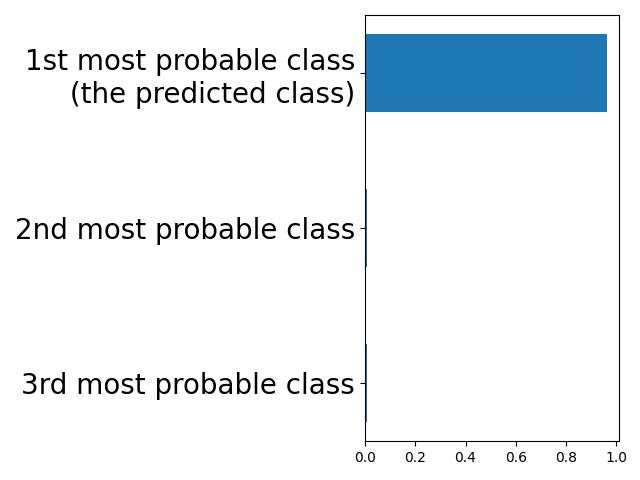 1st most probable class
(the predicted class)
2nd most probable class
3rd most probable class
0.0 0.2 0.4 0.6 0.8 1.0